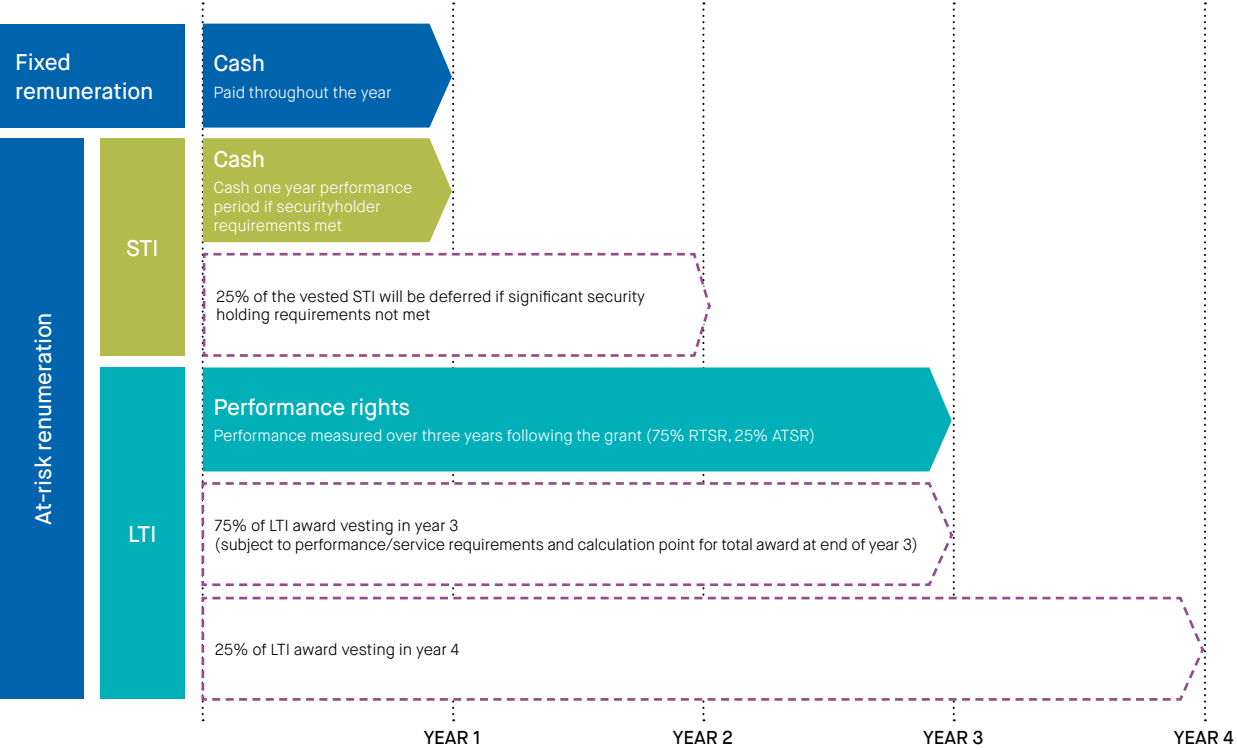 Fixed
remuneration
Cash
Paid throughout the year
At-risk renumeration
STI
Cash
Cash one year performance
period if securityholder
requirements met
25% of the vested STI will be deferred if significant security
holding requirements not met
LTI
Performance rights
Performance measured over three years following the grant (75% RTSR, 25% ATSR)
75% of LTI award vesting in year 3
(subject to performance/service requirements and calculation point for total award at end of year 3)
25% of LTI award vesting in year 4
YEAR 1
YEAR 2
YEAR 3
YEAR 4